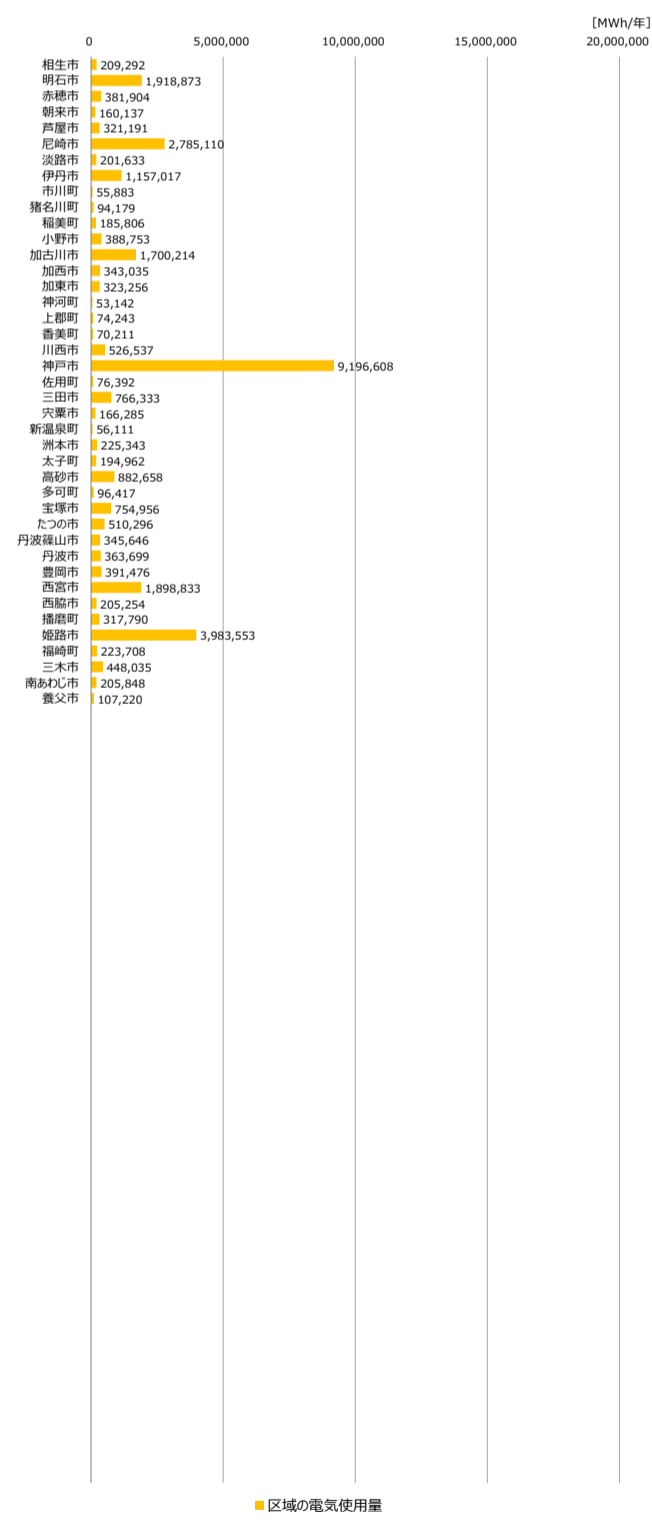 [MWh/年]
0 5,000,000 10,000,000 15,000,000 20,000,000
相生市 209,292
明石市 1,918,873
赤穂市 381,904
朝来市 160,137
芦屋市 321,191
尼崎市 2,785,110
淡路市 201,633
伊丹市 1,157,017
市川町 55,883
猪名川町 94,179
稲美町 185,806
小野市 388,753
加古川市 1,700,214
加西市 343,035
加東市 323,256
神河町 53,142
上郡町 74,243
香美町 70,211
川西市 526,537
神戸市 9,196,608
佐用町 76,392
三田市 766,333
宍粟市 166,285
新温泉町 56,111
洲本市 225,343
太子町 194,962
高砂市 882,658
多可町 96,417
宝塚市 754,956
たつの市 510,296
丹波篠山市 345,646
丹波市 363,699
豊岡市 391,476
西宮市 1,898,833
西脇市 205,254
播磨町 317,790
姫路市 3,983,553
福崎町 223,708
三木市 448,035
南あわじ市 205,848
養父市 107,220
区域の電気使用量